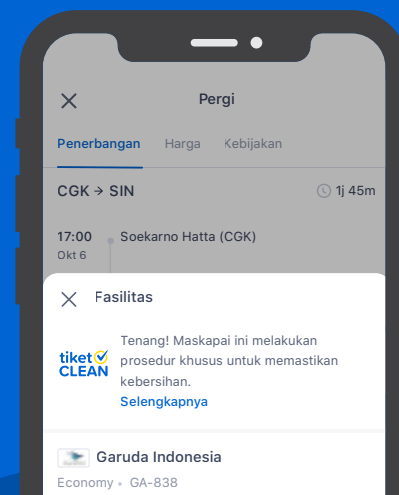 Pergi
Penerbangan Harga Kebijakan
CGK → SIN 1j 45m
17:00 Soekarno Hatta (CGK)
Okt 6
Fasilitas
Tenang! Maskapai ini melakukan
prosedur khusus untuk memastikan
kebersihan.
Selengkapnya
tiket
CLEAN
Garuda Indonesia
Economy • GA-838